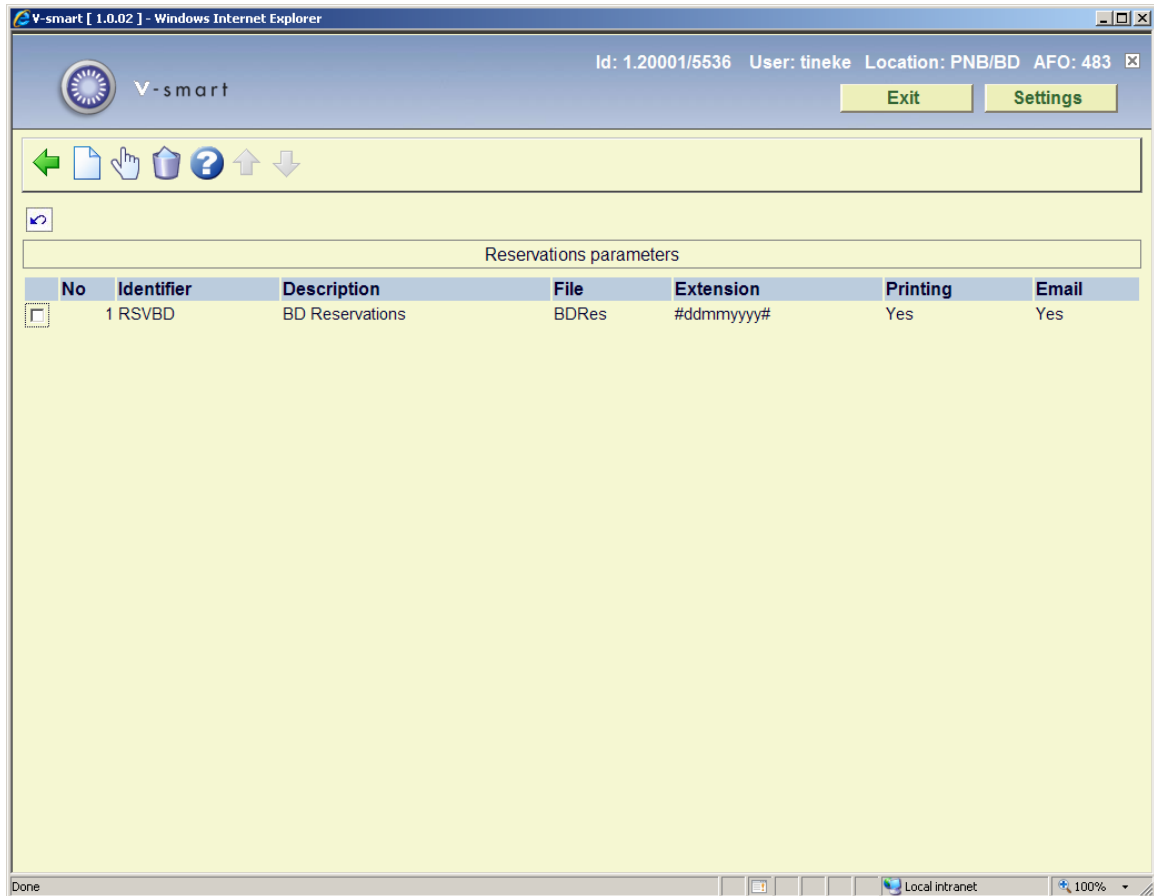 V-smart [ 1.0.02 ] - Windows Internet Explorer
Id: 1.20001/5536 User: tineke Location: PNB/BD AFO: 483
V-smart
Exit Settings
Reservations parameters
No Identifier Description File Extension Printing Email
1 RSVBD BD Reservations BDRes #ddmmyyyy# Yes Yes
Done Local intranet 100%